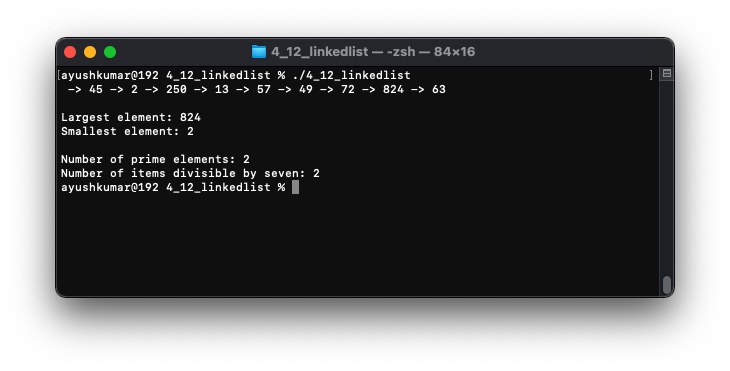 4_12_linkedlist — -zsh — 84×16
[ayushkumar@192 4_12_linkedlist % ./4_12_linkedlist ]
 -> 45 -> 2 -> 250 -> 13 -> 57 -> 49 -> 72 -> 824 -> 63
Largest element: 824
Smallest element: 2
Number of prime elements: 2
Number of items divisible by seven: 2
ayushkumar@192 4_12_linkedlist %